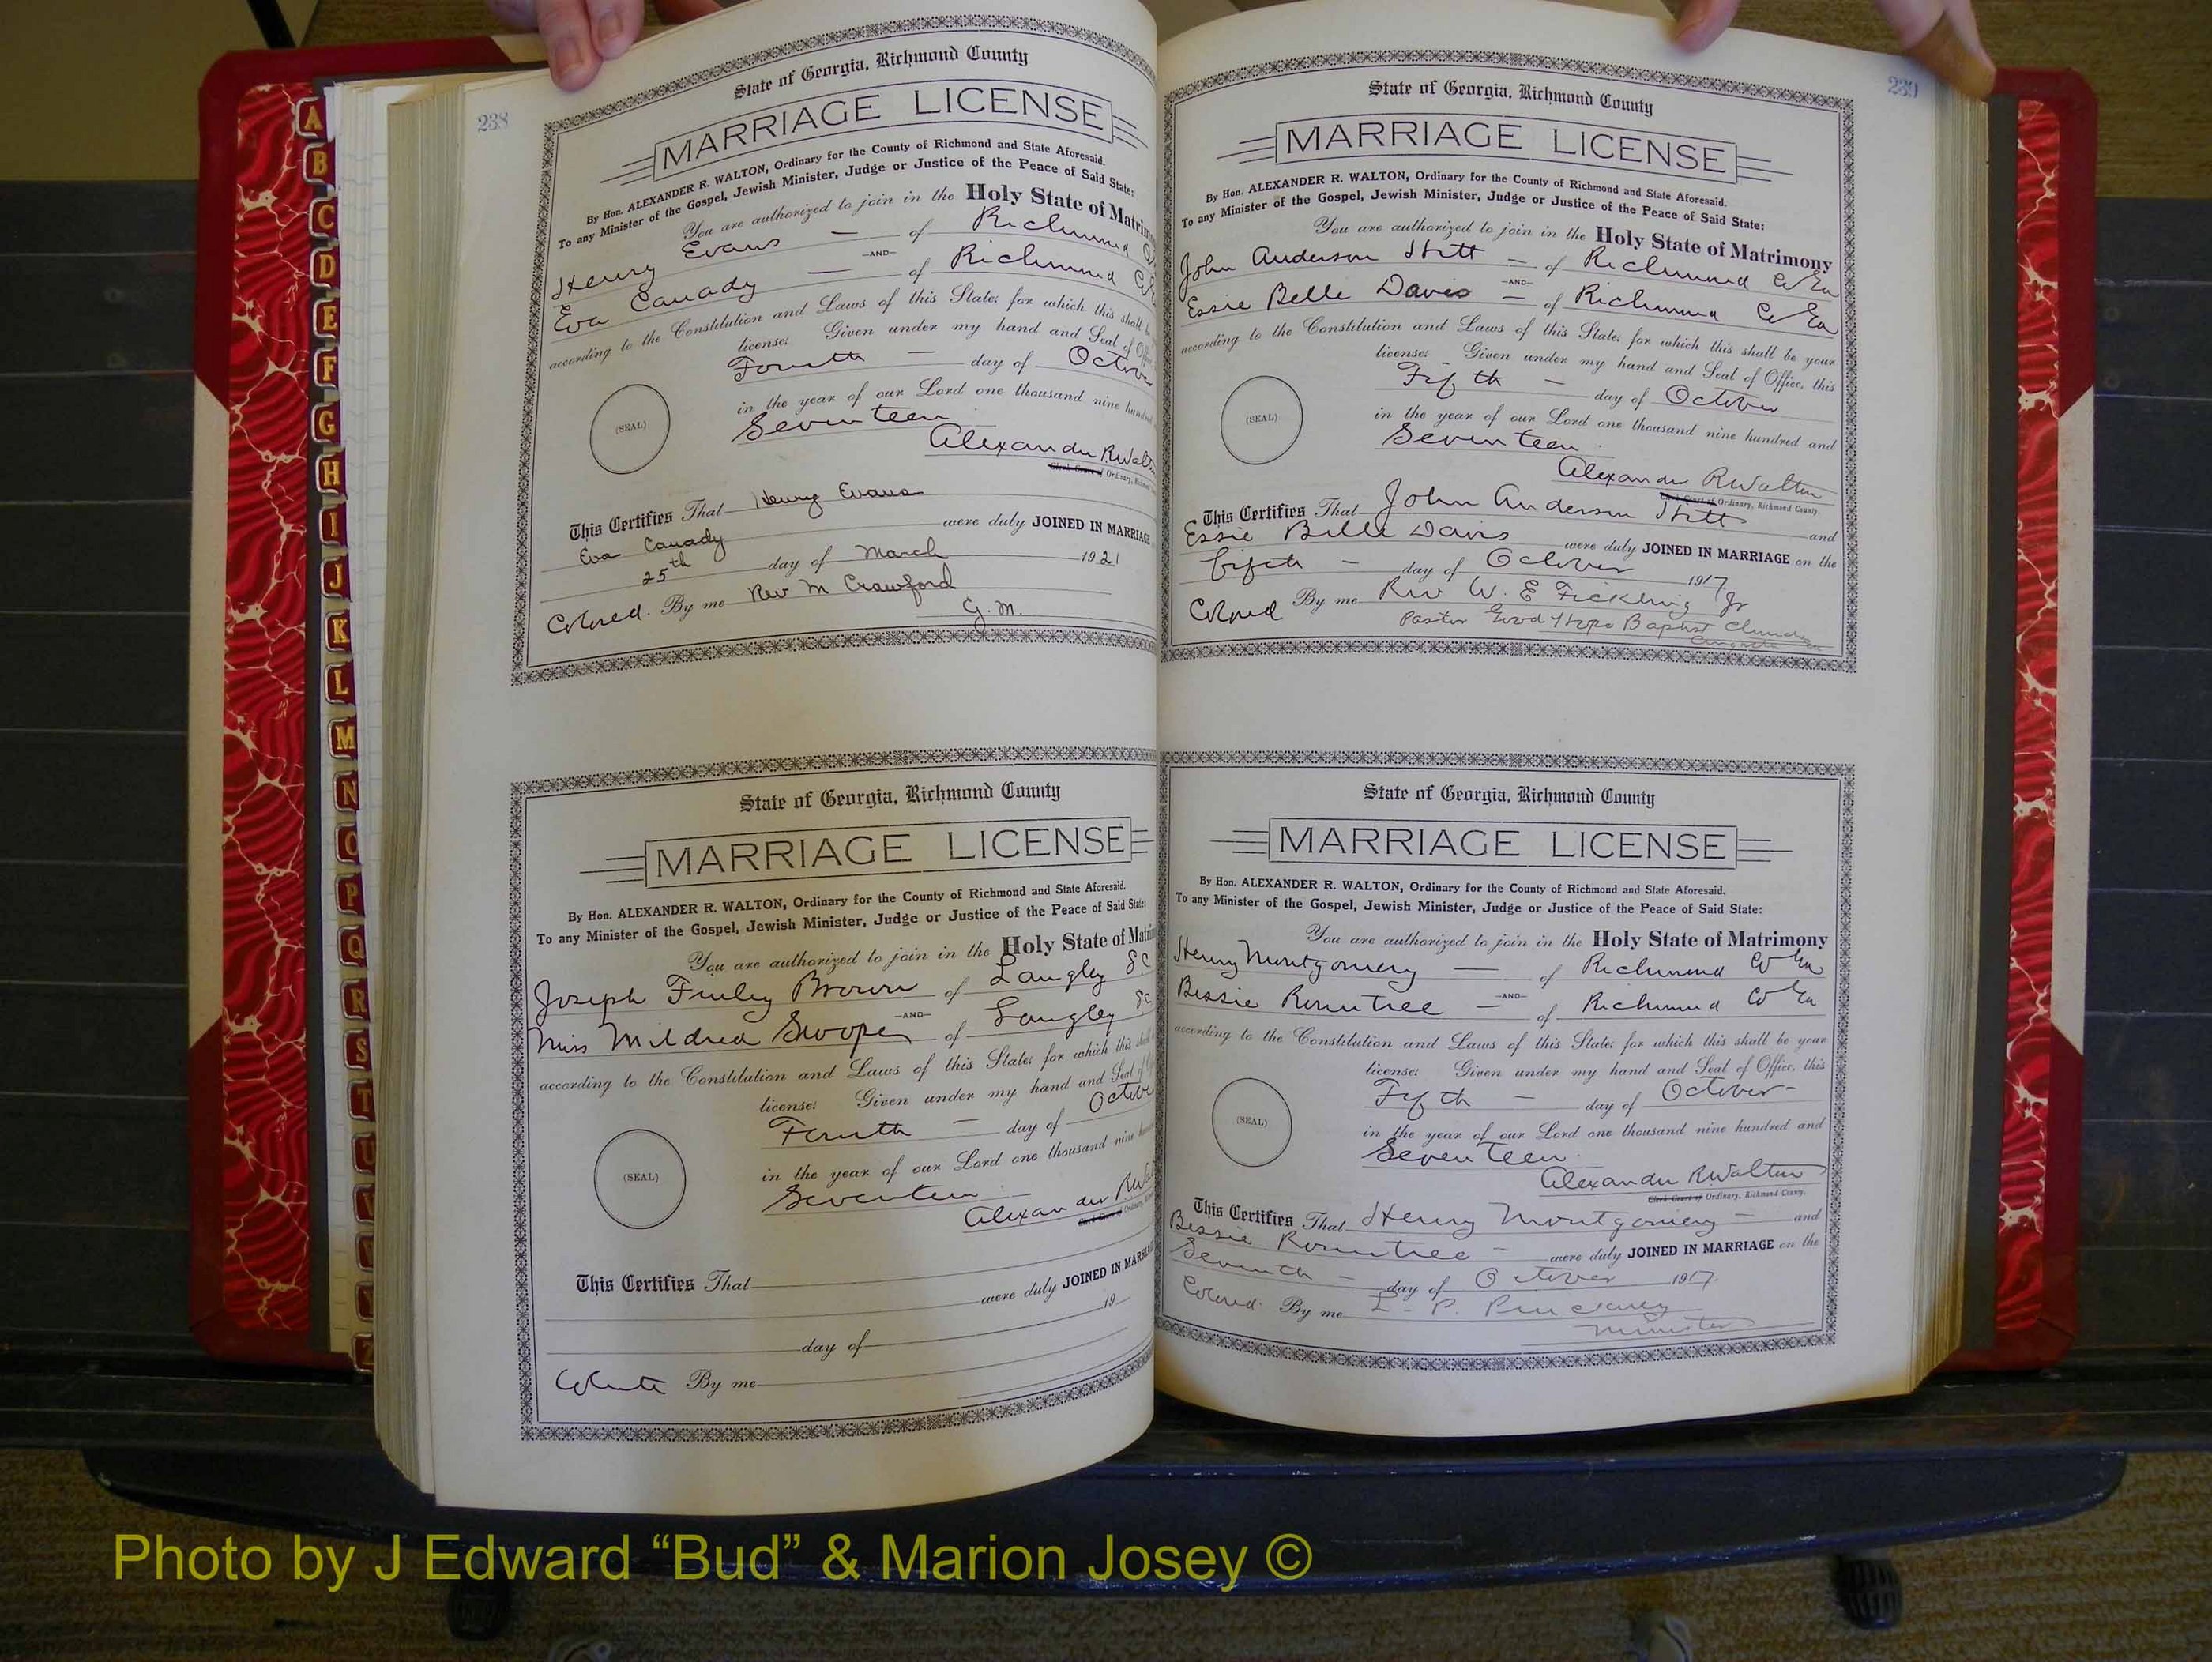 A
B
C
D
E
F
G
H
I
J
K
L
M
N
O
P
Q
R
S
T
U
V
238
State of Georgia, Richmond County
MARRIAGE LICENSE
By Hon. ALEXANDER R. WALTON, Ordinary for the County of Richmond and State Aforesaid.
To any Minister of the Gospel, Jewish Minister, Judge or Justice of the Peace of Said State:
You are authorized to join in the Holy State of Matrim
Henry Evans — of Richmond
—AND—
Eva Canady — of Richmond
according to the Constitution and Laws of this State; for which this shall
license; Given under my hand and Seal of
Fourth — day of Octobe
(SEAL)
in the year of our Lord one thousand nine hundred
Seventeen
Alexander R Walt
Clerk Court of Ordinary, Richmond
This Certifies That Henry Evans
Eva Canady were duly JOINED IN MARRIAGE
25th day of March 1921
Colored. By me Rev M Crawford
G. M.
State of Georgia, Richmond County
MARRIAGE LICENSE
By Hon. ALEXANDER R. WALTON, Ordinary for the County of Richmond and State Aforesaid.
To any Minister of the Gospel, Jewish Minister, Judge or Justice of the Peace of Said State:
You are authorized to join in the Holy State of Matri
Joseph Finley Brown of Langley S.C
—AND—
Miss Mildred Swoope of Langley SC
according to the Constitution and Laws of this State; for which this shall
license; Given under my hand and Seal of
Fourth — day of Octobe
(SEAL)
in the year of our Lord one thousand nine
Seventeen
Alexander R
Clerk Court of
This Certifies That
were duly JOINED IN MARRIAGE
day of 19
White By me
239
State of Georgia, Richmond County
MARRIAGE LICENSE
By Hon. ALEXANDER R. WALTON, Ordinary for the County of Richmond and State Aforesaid.
To any Minister of the Gospel, Jewish Minister, Judge or Justice of the Peace of Said State:
You are authorized to join in the Holy State of Matrimony
John Anderson Hitt — of Richmond Co Ga
—AND—
Essie Belle Davis — of Richmond Co Ga
according to the Constitution and Laws of this State; for which this shall be your
license; Given under my hand and Seal of Office, this
Fifth — day of October
(SEAL)
in the year of our Lord one thousand nine hundred and
Seventeen
Alexander R Walton
Clerk Court of Ordinary, Richmond County.
This Certifies That John Anderson Hitt and
Essie Belle Davis were duly JOINED IN MARRIAGE on the
fifth — day of October 1917
Colored By me Rev W. E Fickling Jr
Pastor Good Hope Baptist Church
State of Georgia, Richmond County
MARRIAGE LICENSE
By Hon. ALEXANDER R. WALTON, Ordinary for the County of Richmond and State Aforesaid.
To any Minister of the Gospel, Jewish Minister, Judge or Justice of the Peace of Said State:
You are authorized to join in the Holy State of Matrimony
Henry Montgomery — of Richmond Co Ga
—AND—
Bessie Rountree — of Richmond Co Ga
according to the Constitution and Laws of this State; for which this shall be your
license; Given under my hand and Seal of Office, this
Fifth — day of October
(SEAL)
in the year of our Lord one thousand nine hundred and
Seventeen
Alexander R Walton
Clerk Court of Ordinary, Richmond County.
This Certifies That Henry Montgomery — and
Bessie Rountree — were duly JOINED IN MARRIAGE on the
Seventh — day of October 1917.
Colored. By me P. Pinckney
minister
Photo by J Edward “Bud” & Marion Josey ©